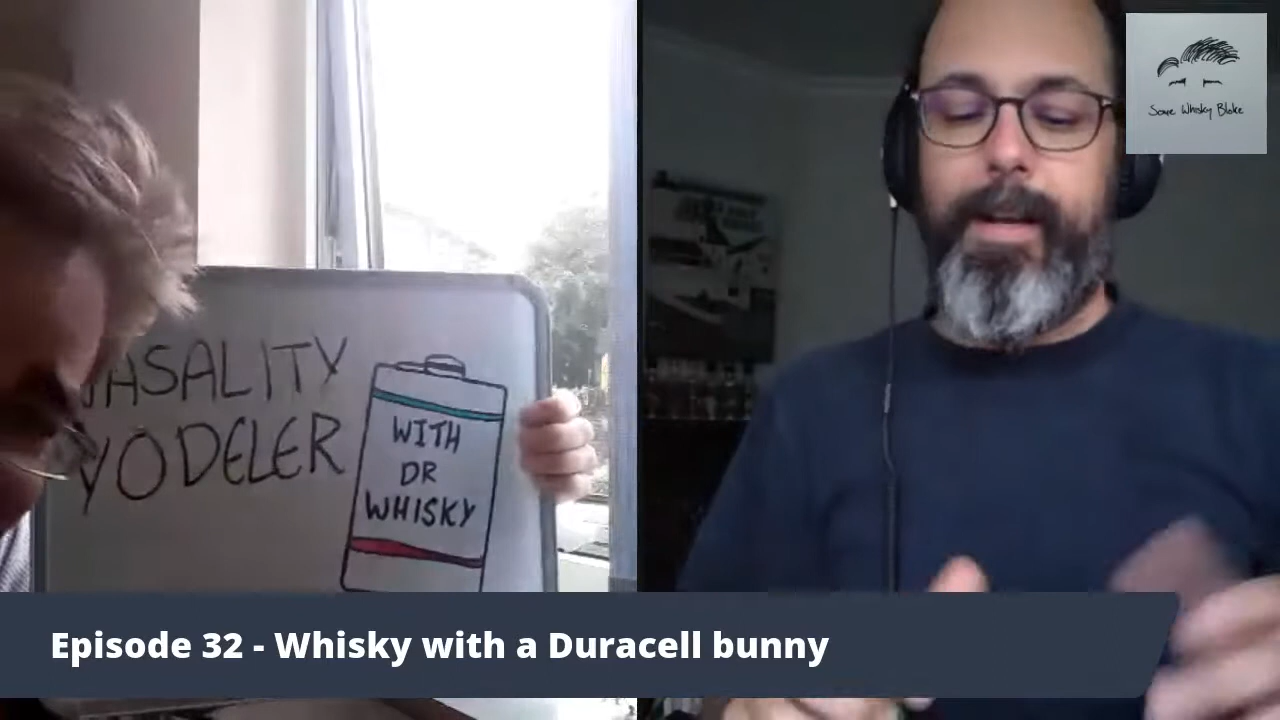 ASALITY
YODELER
WITH
DR
WHISKY
Some Whisky Bloke
Episode 32 - Whisky with a Duracell bunny